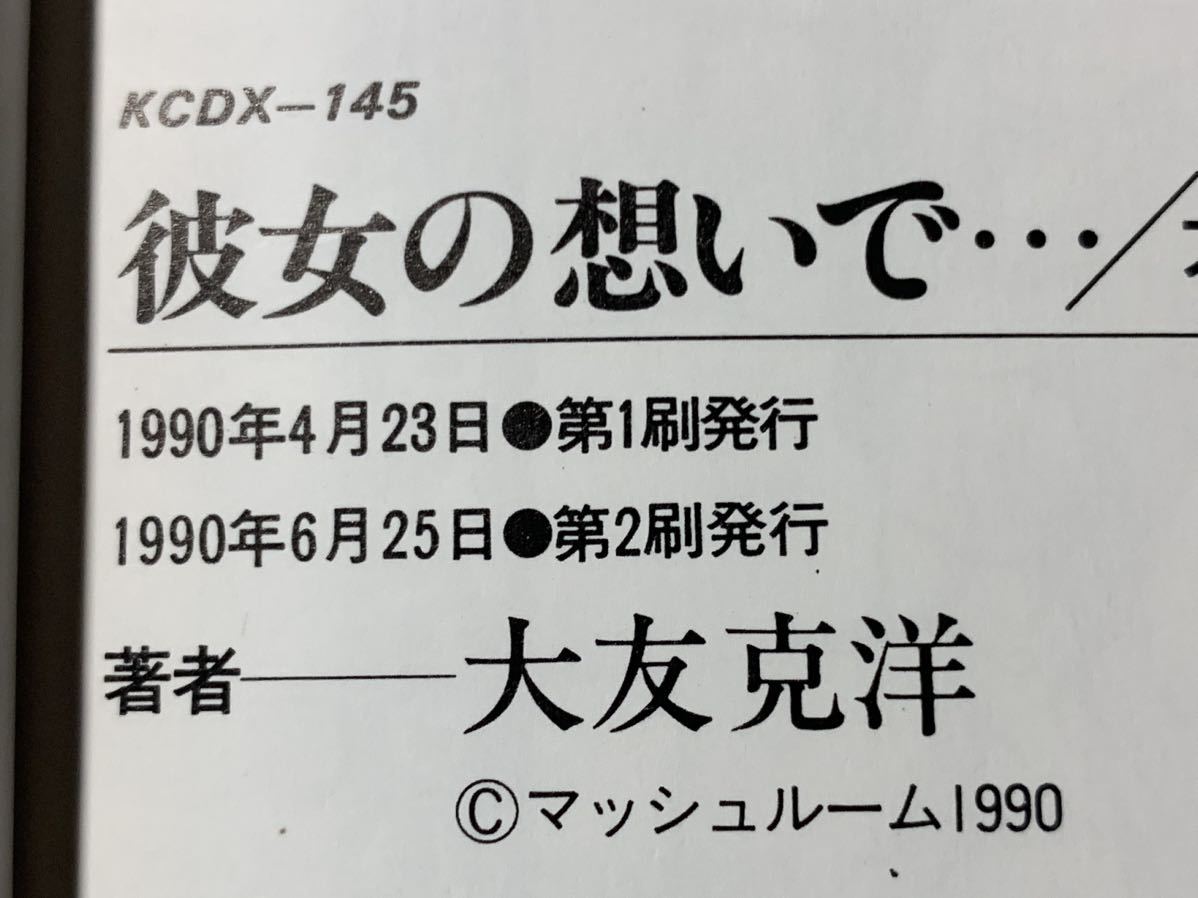 KCDX−145
彼女の想いで…／
1990年4月23日●第1刷発行
1990年6月25日●第2刷発行
著者――大友克洋
©マッシュルーム1990